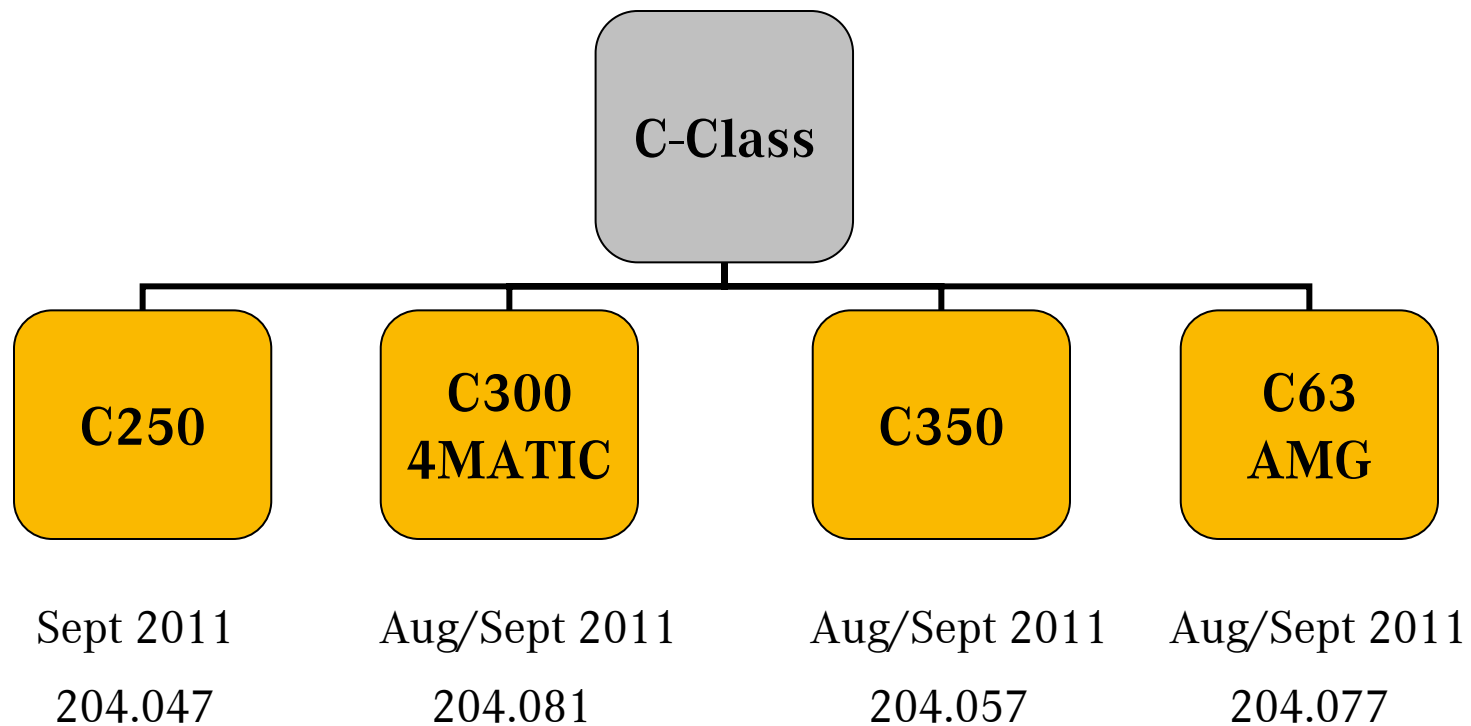 C-Class
C250
C300
4MATIC
C350
C63
AMG
Sept 2011
Aug/Sept 2011
Aug/Sept 2011
Aug/Sept 2011
204.047
204.081
204.057
204.077